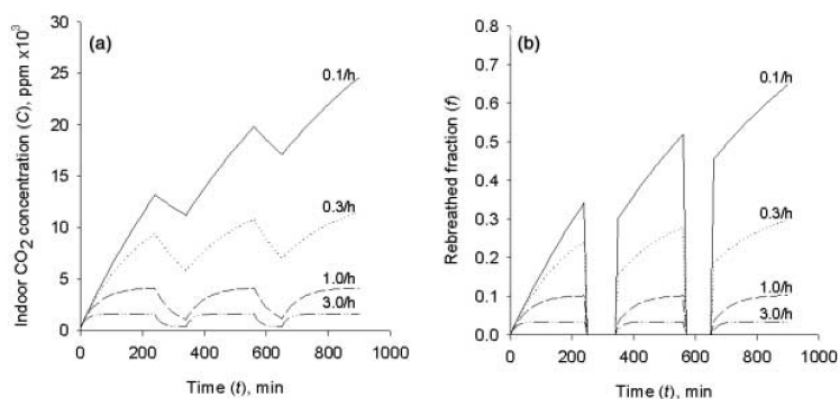 (a)
Indoor CO2 concentration (C), ppm x10³
30
25
20
15
10
5
0
0.1/h
0.3/h
1.0/h
3.0/h
0 200 400 600 800 1000
Time (t), min
(b)
Rebreathed fraction (f)
0.8
0.7
0.6
0.5
0.4
0.3
0.2
0.1
0.0
0.1/h
0.3/h
1.0/h
3.0/h
0 200 400 600 800 1000
Time (t), min